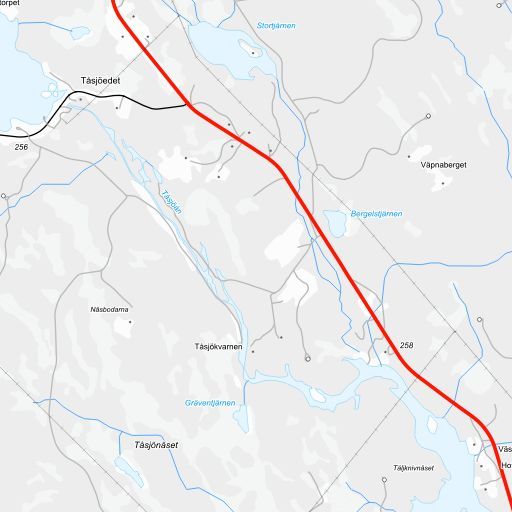 torpet
Stortjärnen
Tåsjöedet
256
Väpnaberget
Tåsjöån
Bergelstjärnen
Näsbodarna
Tåsjökvarnen
258
Gräventjärnen
Tåsjönäset
Väs
Ho
Täljknivnäset